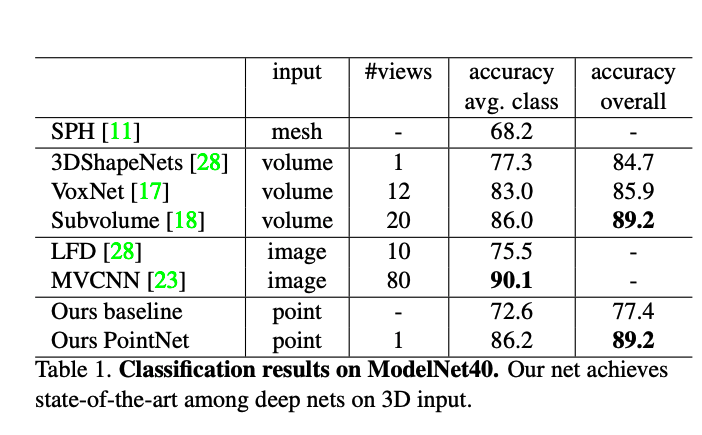 input #views accuracy accuracy
avg. class overall
SPH [11] mesh - 68.2 -
3DShapeNets [28] volume 1 77.3 84.7
VoxNet [17] volume 12 83.0 85.9
Subvolume [18] volume 20 86.0 89.2
LFD [28] image 10 75.5 -
MVCNN [23] image 80 90.1 -
Ours baseline point - 72.6 77.4
Ours PointNet point 1 86.2 89.2
Table 1. Classification results on ModelNet40. Our net achieves
state-of-the-art among deep nets on 3D input.